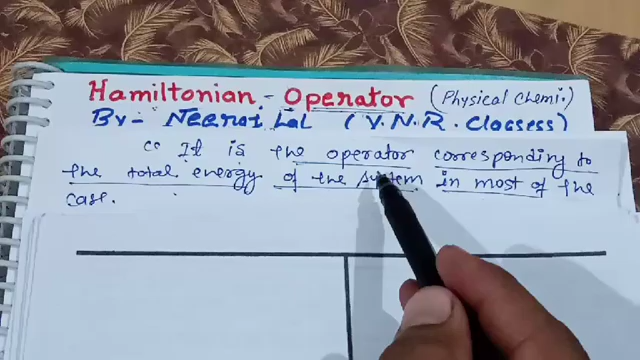 Hamiltonian - Operator (Physical Chemi.)
By - Neeraj Lal (V.N.R. Classess)
"It is the operator corresponding to
the total energy of the system in most of the
case.